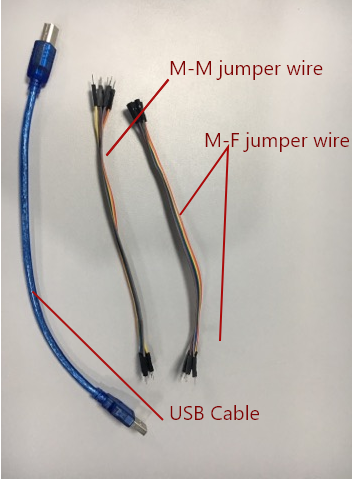 M-M jumper wire
M-F jumper wire
USB Cable